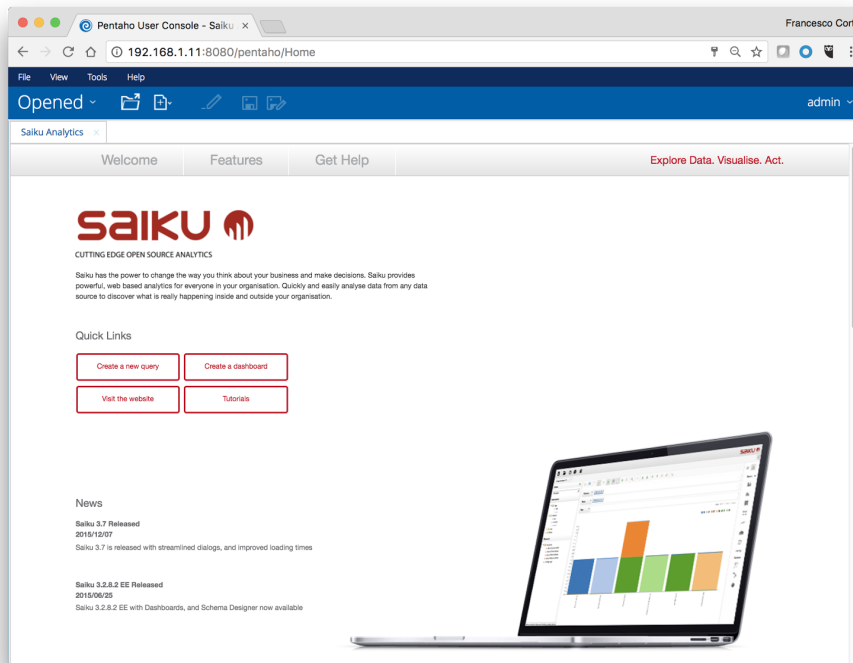 Pentaho User Console - Saiku
Francesco Cort
192.168.1.11:8080/pentaho/Home
File View Tools Help
Opened
admin
Saiku Analytics
Welcome Features Get Help Explore Data. Visualise. Act.
saiku
CUTTING EDGE OPEN SOURCE ANALYTICS
Saiku has the power to change the way you think about your business and make decisions. Saiku provides
powerful, web based analytics for everyone in your organisation. Quickly and easily analyse data from any data
source to discover what is really happening inside and outside your organisation.
Quick Links
Create a new query Create a dashboard
Visit the website Tutorials
News
Saiku 3.7 Released
2015/12/07
Saiku 3.7 is released with streamlined dialogs, and improved loading times
Saiku 3.2.8.2 EE Released
2015/06/25
Saiku 3.2.8.2 EE with Dashboards, and Schema Designer now available
saiku